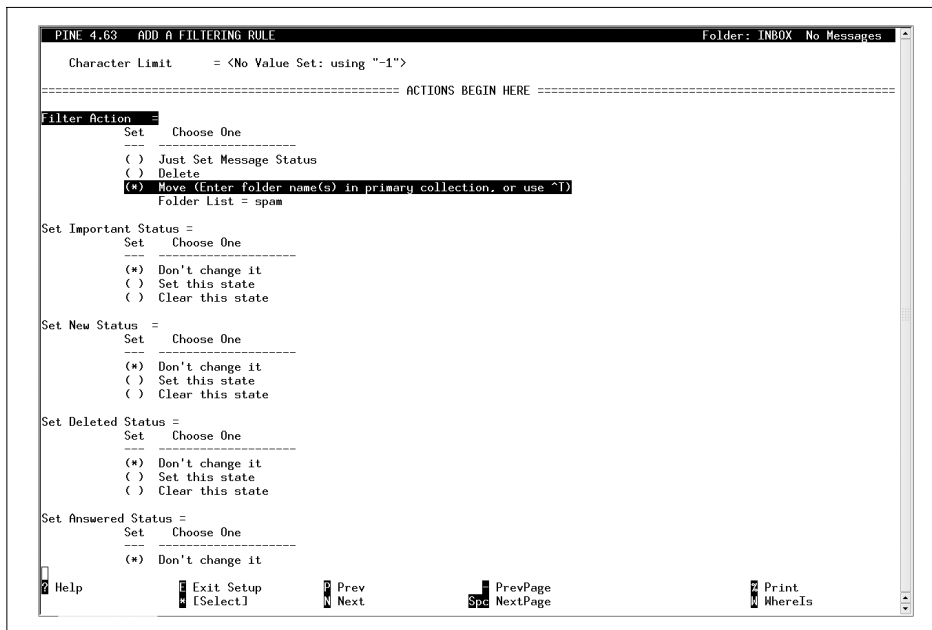 PINE 4.63   ADD A FILTERING RULE                    Folder: INBOX  No Messages
Character Limit      = <No Value Set: using "-1">
==================================================== ACTIONS BEGIN HERE ====================================================
Filter Action   =
Set    Choose One
---  --------------------
( )  Just Set Message Status
( )  Delete
(*)  Move (Enter folder name(s) in primary collection, or use ^T)
Folder List = spam
Set Important Status =
Set    Choose One
---  --------------------
(*)  Don't change it
( )  Set this state
( )  Clear this state
Set New Status  =
Set    Choose One
---  --------------------
(*)  Don't change it
( )  Set this state
( )  Clear this state
Set Deleted Status =
Set    Choose One
---  --------------------
(*)  Don't change it
( )  Set this state
( )  Clear this state
Set Answered Status =
Set    Choose One
---  --------------------
(*)  Don't change it
? Help    E Exit Setup    P Prev    - PrevPage    % Print
* [Select]    N Next    Spc NextPage    W WhereIs